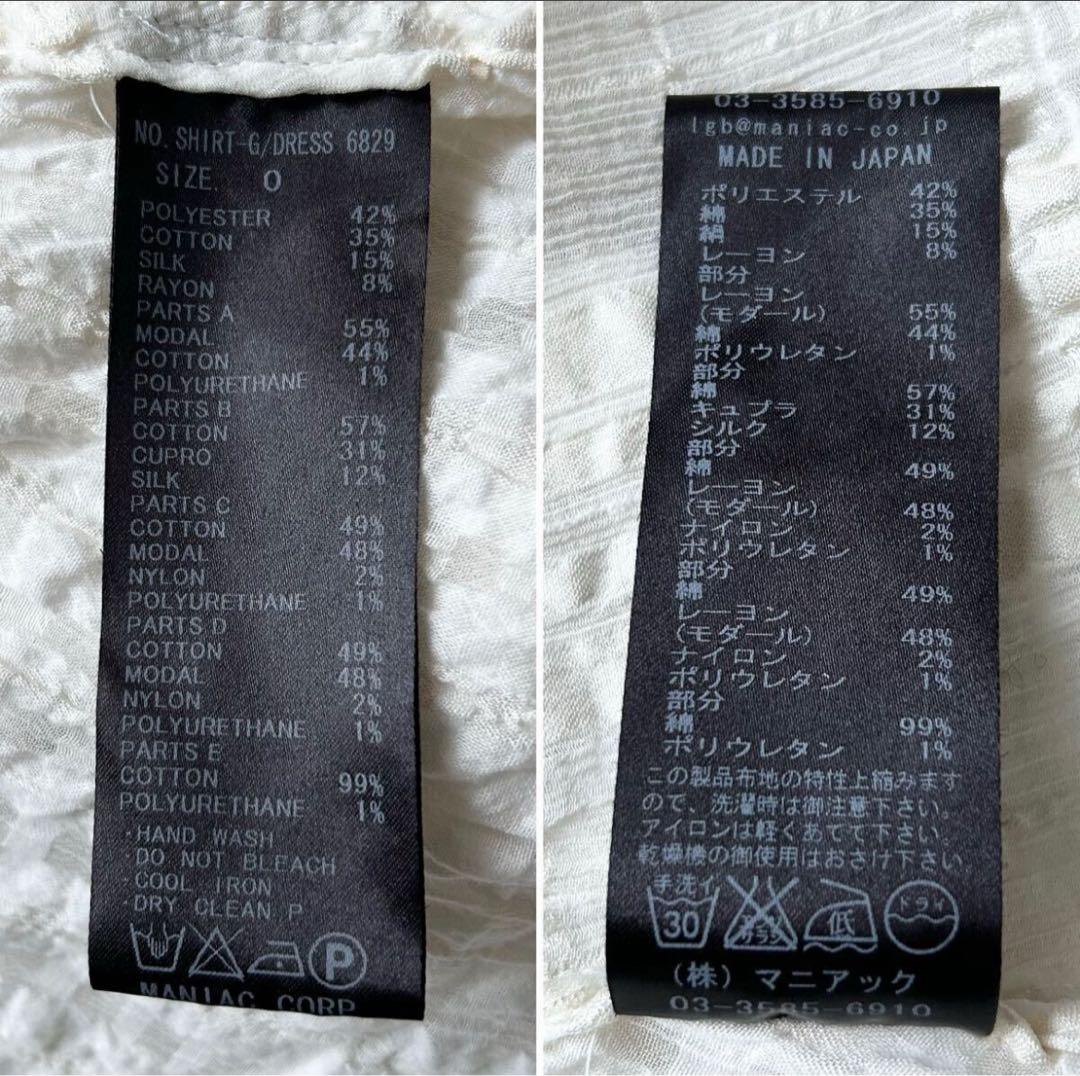 NO. SHIRT-G/DRESS 6829
SIZE. 0
POLYESTER 42%
COTTON 35%
SILK 15%
RAYON 8%
PARTS A
MODAL 55%
COTTON 44%
POLYURETHANE 1%
PARTS B
COTTON 57%
CUPRO 31%
SILK 12%
PARTS C
COTTON 49%
MODAL 48%
NYLON 2%
POLYURETHANE 1%
PARTS D
COTTON 49%
MODAL 48%
NYLON 2%
POLYURETHANE 1%
PARTS E
COTTON 99%
POLYURETHANE 1%
・HAND WASH
・DO NOT BLEACH
・COOL IRON
・DRY CLEAN P
P
MANIAC CORP
03-3585-6910
lgb@maniac-co.jp
MADE IN JAPAN
ポリエステル 42%
綿 35%
絹 15%
レーヨン 8%
部分
レーヨン
(モダール) 55%
綿 44%
ポリウレタン 1%
部分
綿 57%
キュプラ 31%
シルク 12%
部分
綿 49%
レーヨン
(モダール) 48%
ナイロン 2%
ポリウレタン 1%
部分
綿 49%
レーヨン
(モダール) 48%
ナイロン 2%
ポリウレタン 1%
部分
綿 99%
ポリウレタン 1%
この製品布地の特性上縮みます
ので、洗濯時は御注意下さい。
アイロンは軽くあてて下さい。
乾燥機の御使用はおさけ下さい
手洗イ
30 エンソサラシ 低 ドライ
(株) マニアック
03-3585-6910